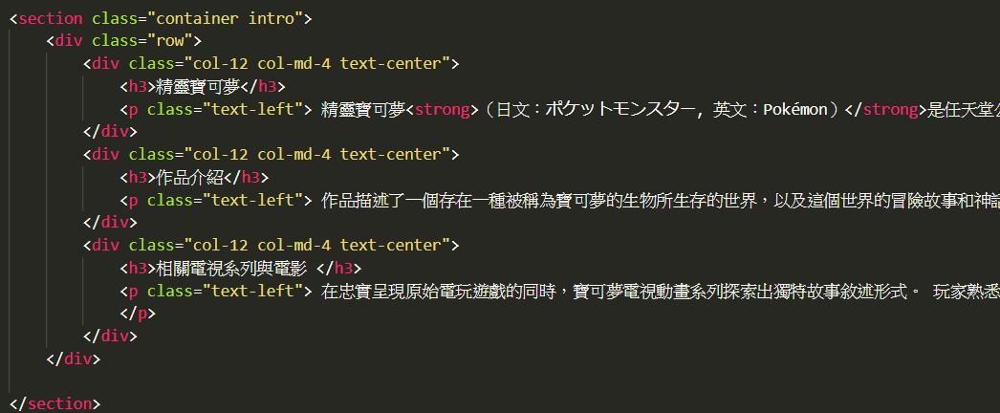 <section class="container intro">
<div class="row">
<div class="col-12 col-md-4 text-center">
<h3>精靈寶可夢</h3>
<p class="text-left"> 精靈寶可夢<strong>（日文：ポケットモンスター, 英文：Pokémon）</strong>是任天堂公
</div>
<div class="col-12 col-md-4 text-center">
<h3>作品介紹</h3>
<p class="text-left"> 作品描述了一個存在一種被稱為寶可夢的生物所生存的世界，以及這個世界的冒險故事和神話
</div>
<div class="col-12 col-md-4 text-center">
<h3>相關電視系列與電影 </h3>
<p class="text-left"> 在忠實呈現原始電玩遊戲的同時，寶可夢電視動畫系列探索出獨特故事敘述形式。 玩家熟悉
</p>
</div>
</div>
</section>